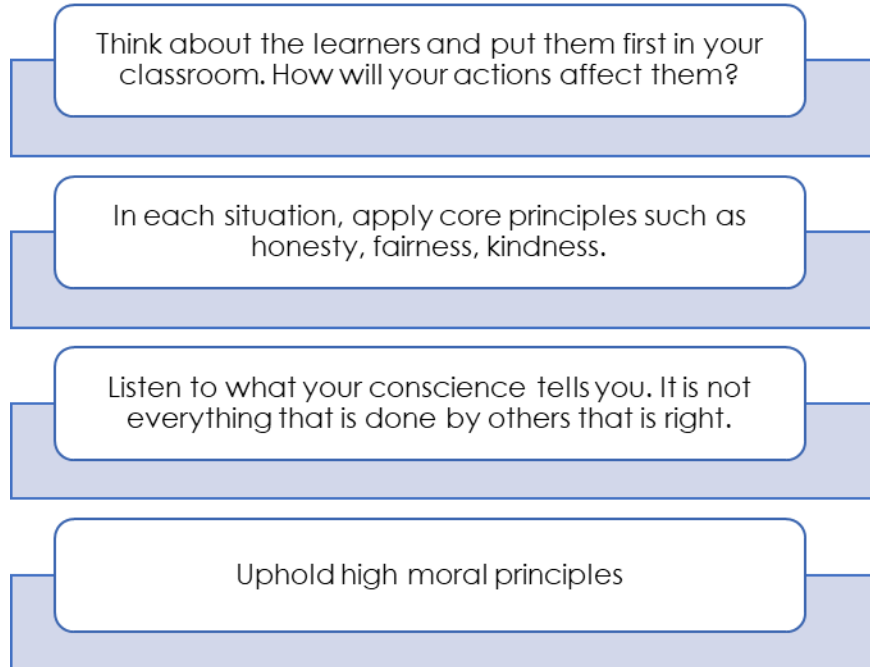 Think about the learners and put them first in your
classroom. How will your actions affect them?
In each situation, apply core principles such as
honesty, fairness, kindness.
Listen to what your conscience tells you. It is not
everything that is done by others that is right.
Uphold high moral principles